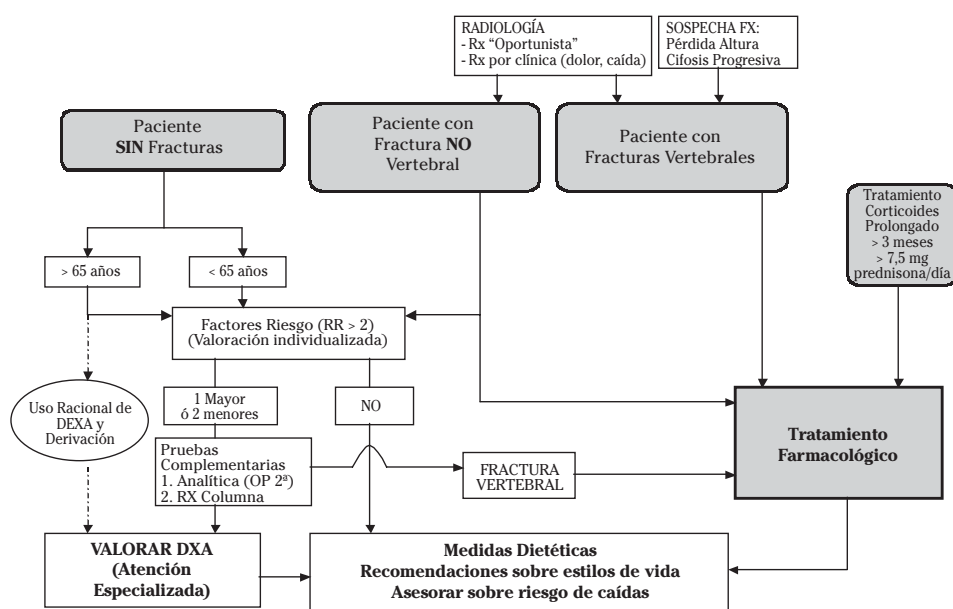 RADIOLOGÍA
- Rx “Oportunista”
- Rx por clínica (dolor, caída)
SOSPECHA FX:
Pérdida Altura
Cifosis Progresiva
Paciente
SIN Fracturas
Paciente con
Fractura NO
Vertebral
Paciente con
Fracturas Vertebrales
Tratamiento
Corticoides
Prolongado
> 3 meses
> 7,5 mg
prednisona/día
> 65 años
< 65 años
Factores Riesgo (RR > 2)
(Valoración individualizada)
Uso Racional de
DEXA y
Derivación
1 Mayor
ó 2 menores
NO
Pruebas
Complementarias
1. Analítica (OP 2ª)
2. RX Columna
FRACTURA
VERTEBRAL
Tratamiento
Farmacológico
VALORAR DXA
(Atención
Especializada)
Medidas Dietéticas
Recomendaciones sobre estilos de vida
Asesorar sobre riesgo de caídas